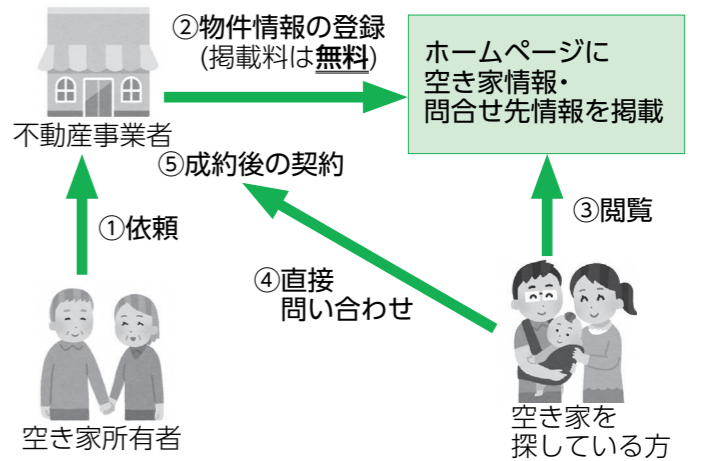 ②物件情報の登録
(掲載料は無料)
ホームページに
空き家情報・
問合せ先情報を掲載
不動産事業者
⑤成約後の契約
①依頼
③閲覧
④直接
問い合わせ
空き家所有者
空き家を
探している方